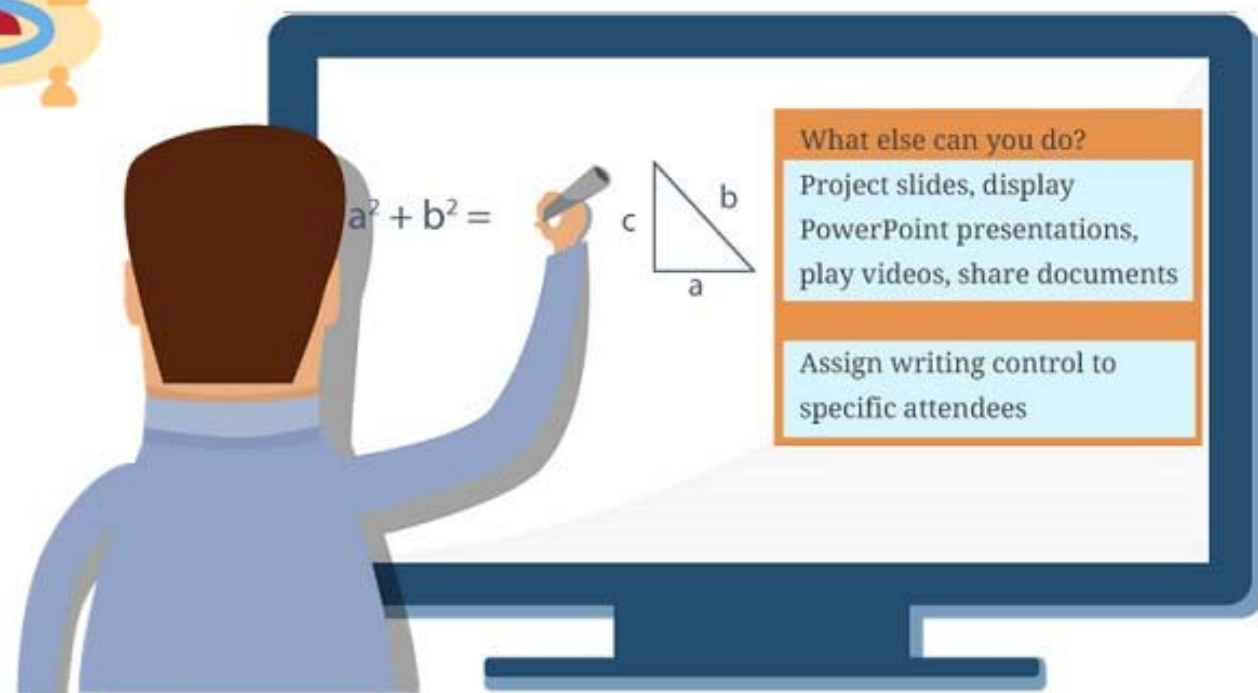 a² + b² =
c
b
a
What else can you do?
Project slides, display
PowerPoint presentations,
play videos, share documents
Assign writing control to
specific attendees